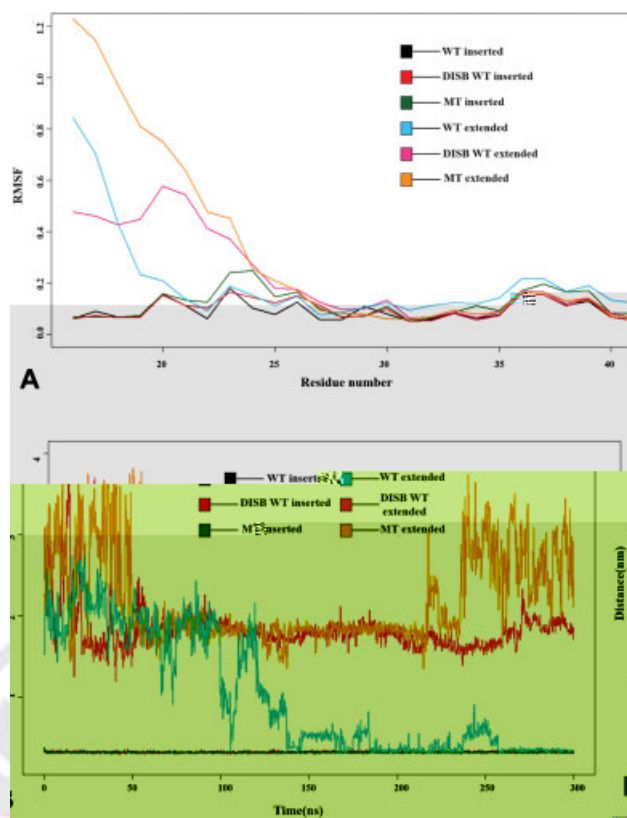 1.2
1.0
0.8
0.6
0.4
0.2
0.0
RMSF
WT inserted
DISB WT inserted
MT inserted
WT extended
DISB WT extended
MT extended
20
25
30
35
40
Residue number
A
4
WT inserted
WT extended
DISB WT inserted
DISB WT
extended
MT inserted
MT extended
Distance(nm)
0
50
100
150
200
250
300
Time(ns)